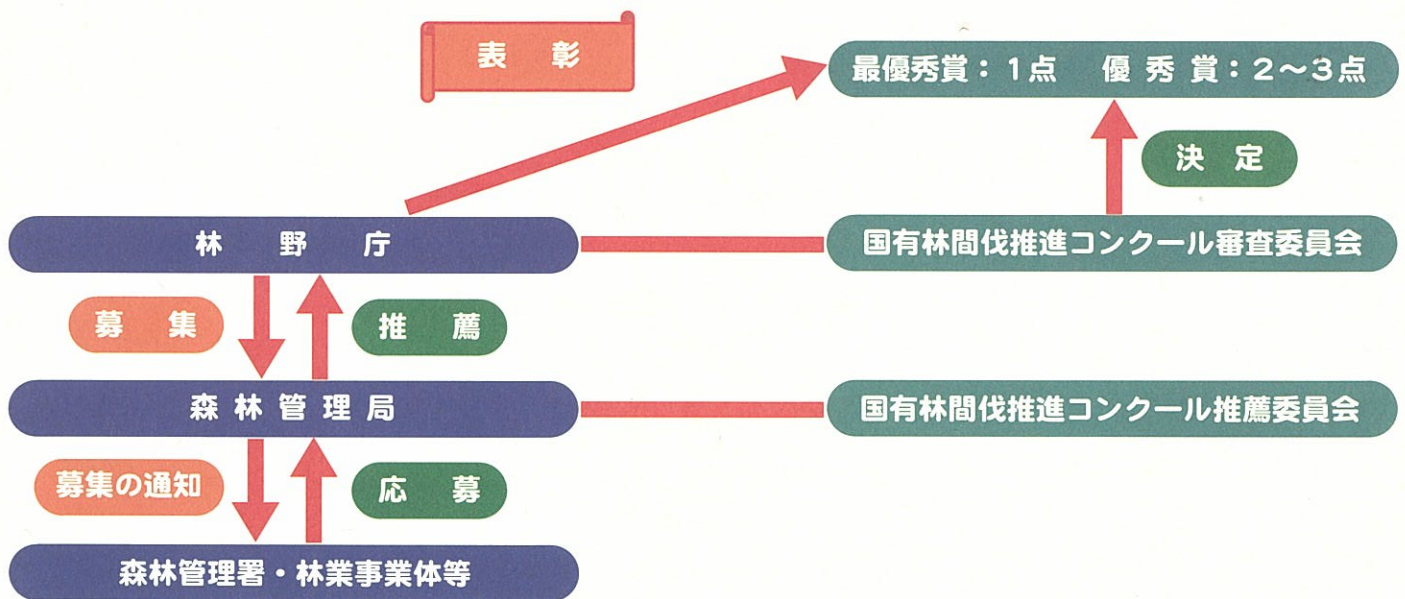 表 彰
最優秀賞：1点 優秀賞：2～3点
決 定
林 野 庁
国有林間伐推進コンクール審査委員会
募 集
推 薦
森林管理局
国有林間伐推進コンクール推薦委員会
募集の通知
応 募
森林管理署・林業事業体等